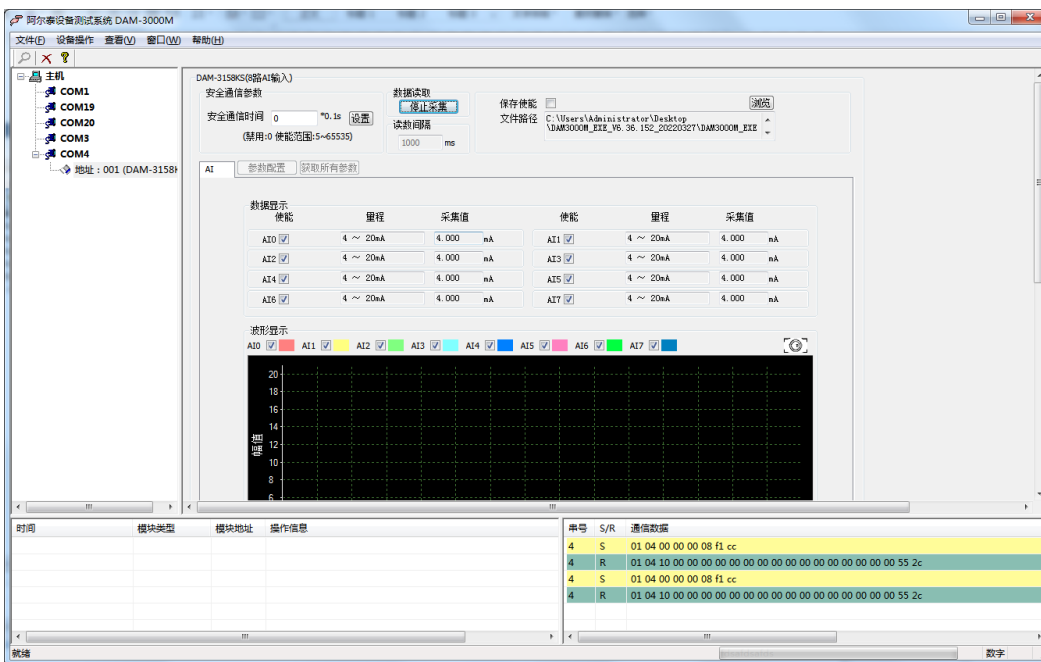 阿尔泰设备测试系统 DAM-3000M
文件(F) 设备操作 查看(V) 窗口(W) 帮助(H)
主机
COM1
COM19
COM20
COM3
COM4
地址：001 (DAM-3158K
DAM-3158KS(8路AI输入)
安全通信参数
安全通信时间 0 *0.1s 设置
(禁用:0 使能范围:5~65535)
数据读取
停止采集
读数间隔
1000 ms
保存使能 浏览
文件路径 C:\Users\Administrator\Desktop
\DAM3000M_EXE_V6.36.152_20220327\DAM3000M_EXE
AI 参数配置 获取所有参数
数据显示
使能 量程 采集值 使能 量程 采集值
AI0 4 ～ 20mA 4.000 mA AI1 4 ～ 20mA 4.000 mA
AI2 4 ～ 20mA 4.000 mA AI3 4 ～ 20mA 4.000 mA
AI4 4 ～ 20mA 4.000 mA AI5 4 ～ 20mA 4.000 mA
AI6 4 ～ 20mA 4.000 mA AI7 4 ～ 20mA 4.000 mA
波形显示
AI0 AI1 AI2 AI3 AI4 AI5 AI6 AI7
幅值
20
18
16
14
12
10
8
6
时间 模块类型 模块地址 操作信息
串号 S/R 通信数据
4 S 01 04 00 00 00 08 f1 cc
4 R 01 04 10 00 00 00 00 00 00 00 00 00 00 00 00 00 00 00 00 55 2c
4 S 01 04 00 00 00 08 f1 cc
4 R 01 04 10 00 00 00 00 00 00 00 00 00 00 00 00 00 00 00 00 55 2c
就绪
数字